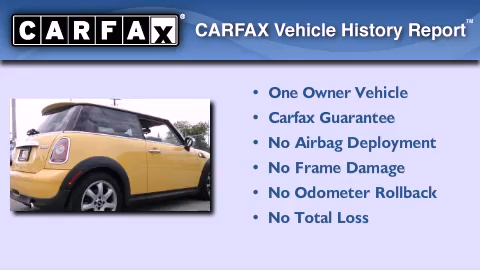 CARFAX® CARFAX Vehicle History Report™
• One Owner Vehicle
• Carfax Guarantee
• No Airbag Deployment
• No Frame Damage
• No Odometer Rollback
• No Total Loss